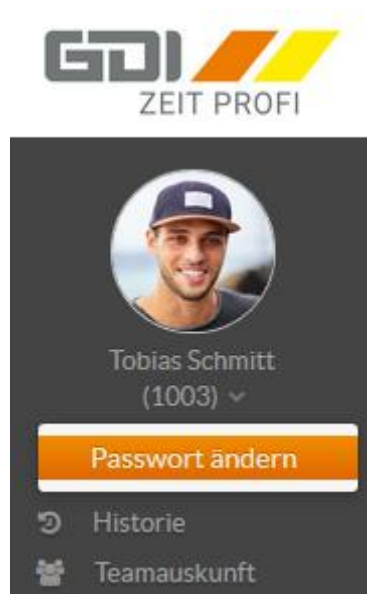 GDI
ZEIT PROFI
Tobias Schmitt
(1003)
Passwort ändern
Historie
Teamauskunft